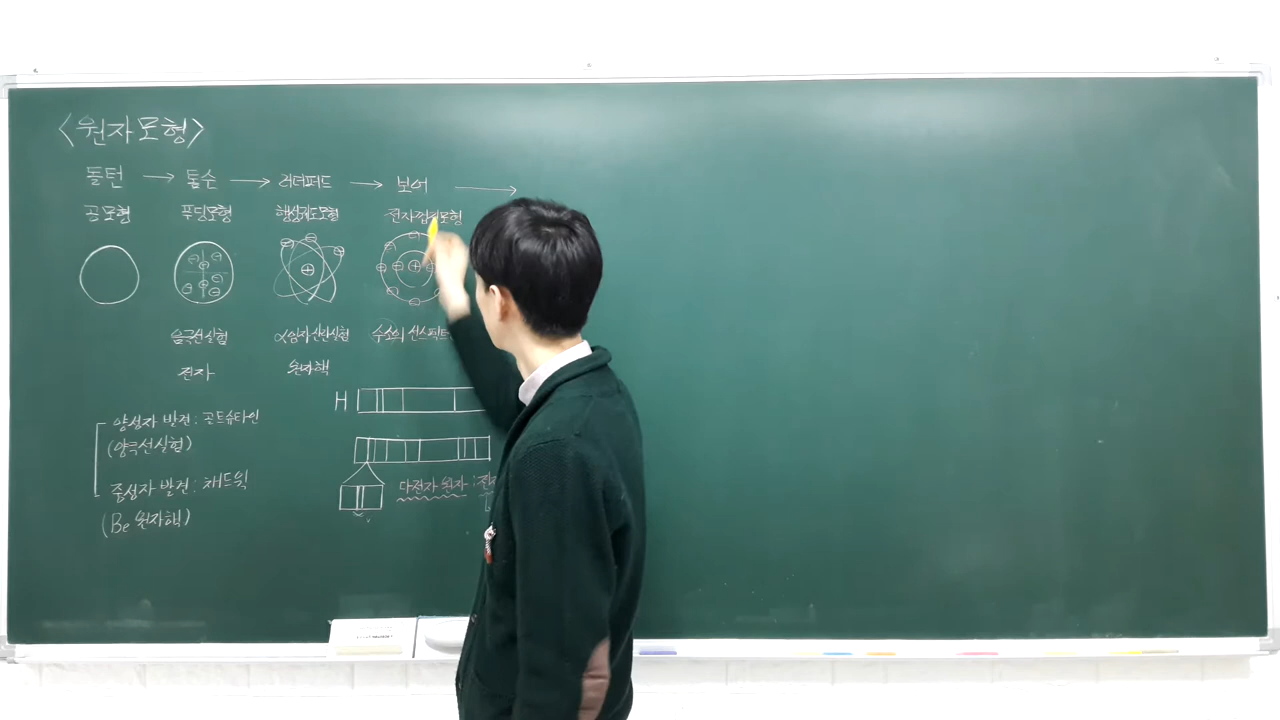 <원자모형>
돌턴 → 톰슨 → 러더퍼드 → 보어 →
공모형 푸딩모형 행성궤도모형 전자껍질모형
음극선실험 α입자산란실험 수소의 선스펙트
전자 원자핵
H
양성자 발견 : 골트슈타인
(양극선실험)
중성자 발견 : 채드윅
(Be 원자핵)
다전자 원자 : 전자